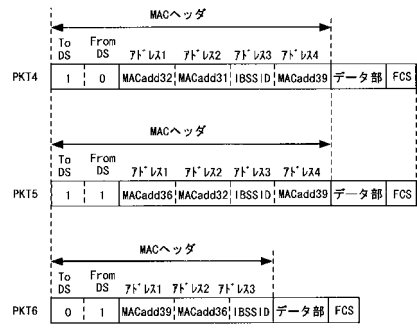 MACヘッダ
To DS From DS アドレス1 アドレス2 アドレス3 アドレス4
PKT4 1 0 MACadd32 MACadd31 IBSSID MACadd39 データ部 FCS
MACヘッダ
To DS From DS アドレス1 アドレス2 アドレス3 アドレス4
PKT5 1 1 MACadd36 MACadd32 IBSSID MACadd39 データ部 FCS
MACヘッダ
To DS From DS アドレス1 アドレス2 アドレス3
PKT6 0 1 MACadd39 MACadd36 IBSSID データ部 FCS